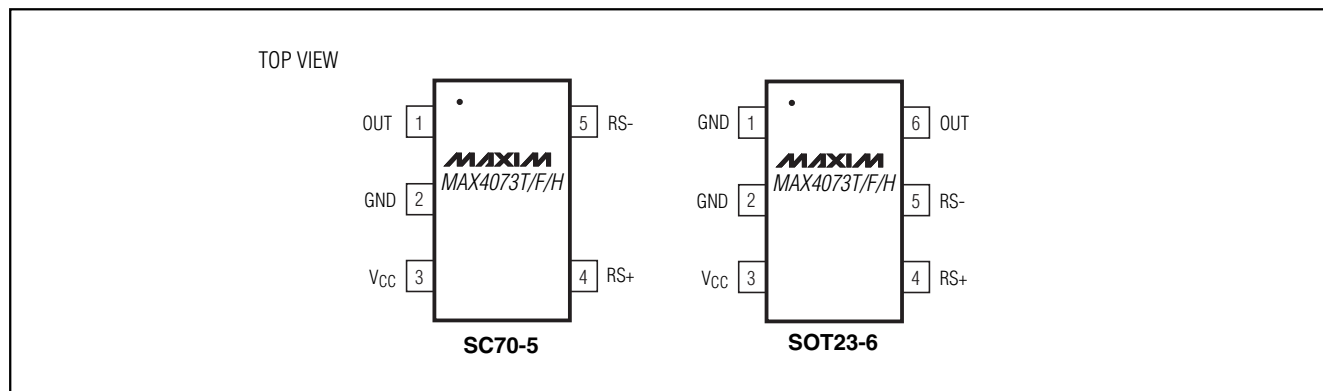 TOP VIEW
OUT 1
5 RS-
MAXIM
MAX4073T/F/H
GND 2
VCC 3
4 RS+
SC70-5
GND 1
6 OUT
MAXIM
MAX4073T/F/H
GND 2
5 RS-
VCC 3
4 RS+
SOT23-6